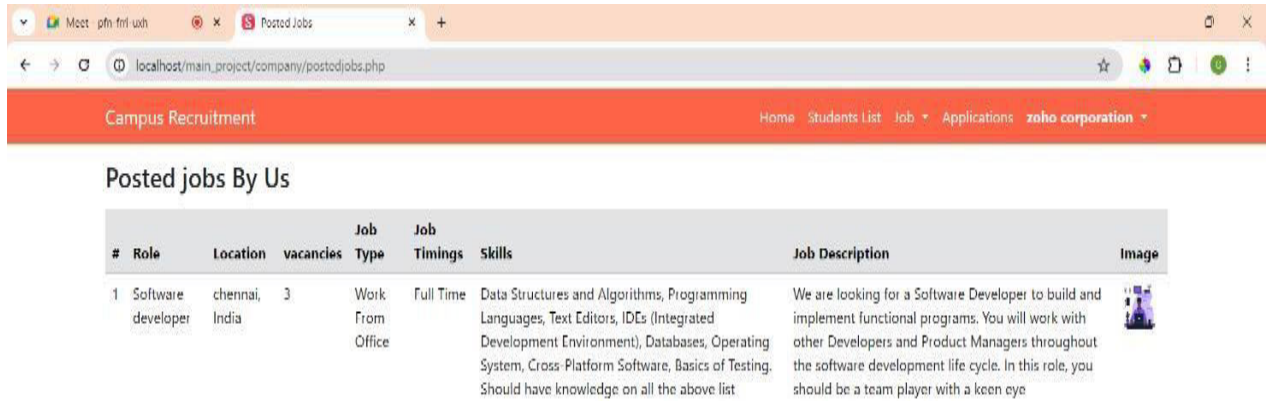 Meet - pfn-frrl-uxh
Posted Jobs
localhost/main_project/company/postedjobs.php
Campus Recruitment
Home Students List Job Applications zoho corporation
Posted jobs By Us
# Role Location vacancies Job Type Job Timings Skills Job Description Image
1 Software developer
chennai, India
3
Work From Office
Full Time
Data Structures and Algorithms, Programming
Languages, Text Editors, IDEs (Integrated
Development Environment), Databases, Operating
System, Cross-Platform Software, Basics of Testing.
Should have knowledge on all the above list
We are looking for a Software Developer to build and
implement functional programs. You will work with
other Developers and Product Managers throughout
the software development life cycle. In this role, you
should be a team player with a keen eye